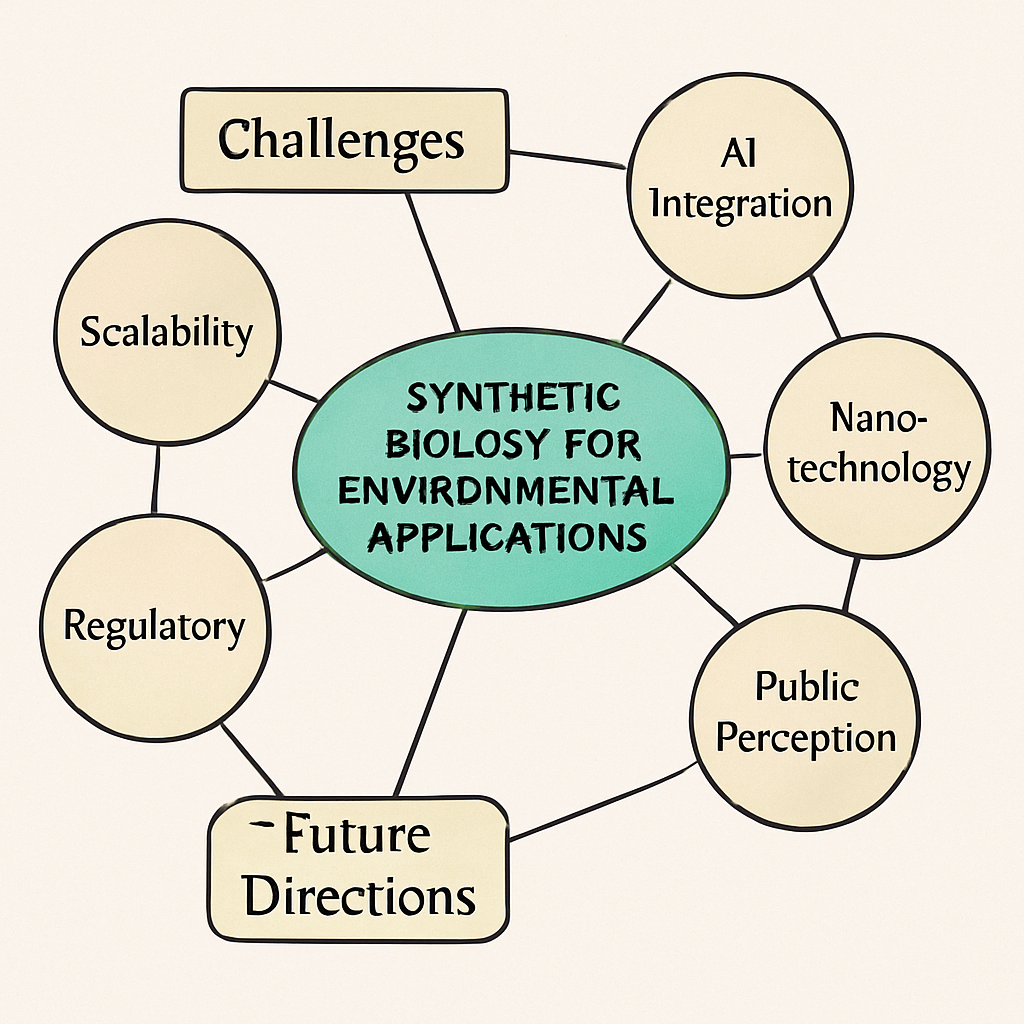 Challenges
AI
Integration
Scalability
SYNTHETIC
BIOLOSY FOR
ENVIRDNMENTAL
APPLICATIONS
Nano-
technology
Regulatory
Public
Perception
Future
Directions